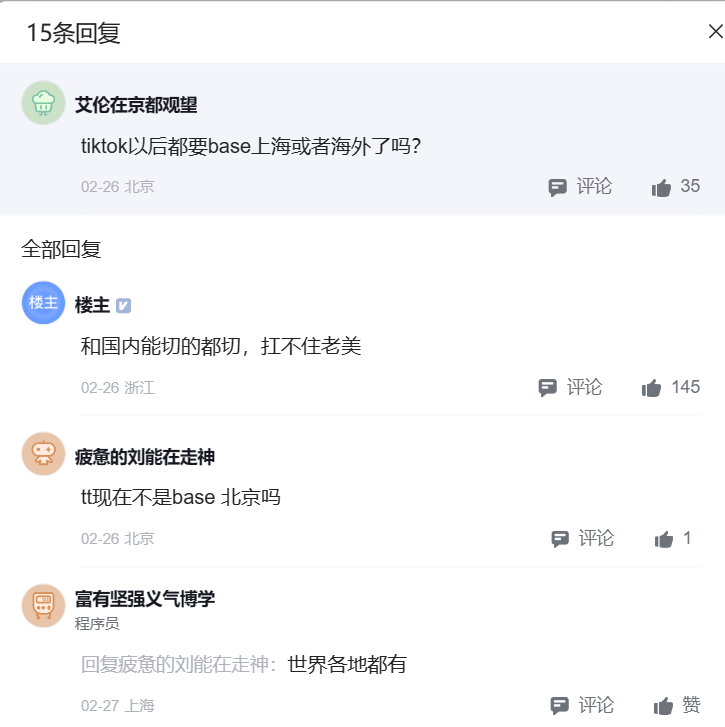 15条回复
艾伦在京都观望
tiktok以后都要base上海或者海外了吗？
02-26 北京 评论 35
全部回复
楼主
楼主 V
和国内能切的都切，扛不住老美
02-26 浙江 评论 145
疲惫的刘能在走神
tt现在不是base 北京吗
02-26 北京 评论 1
富有坚强义气博学
程序员
回复疲惫的刘能在走神：世界各地都有
02-27 上海 评论 赞